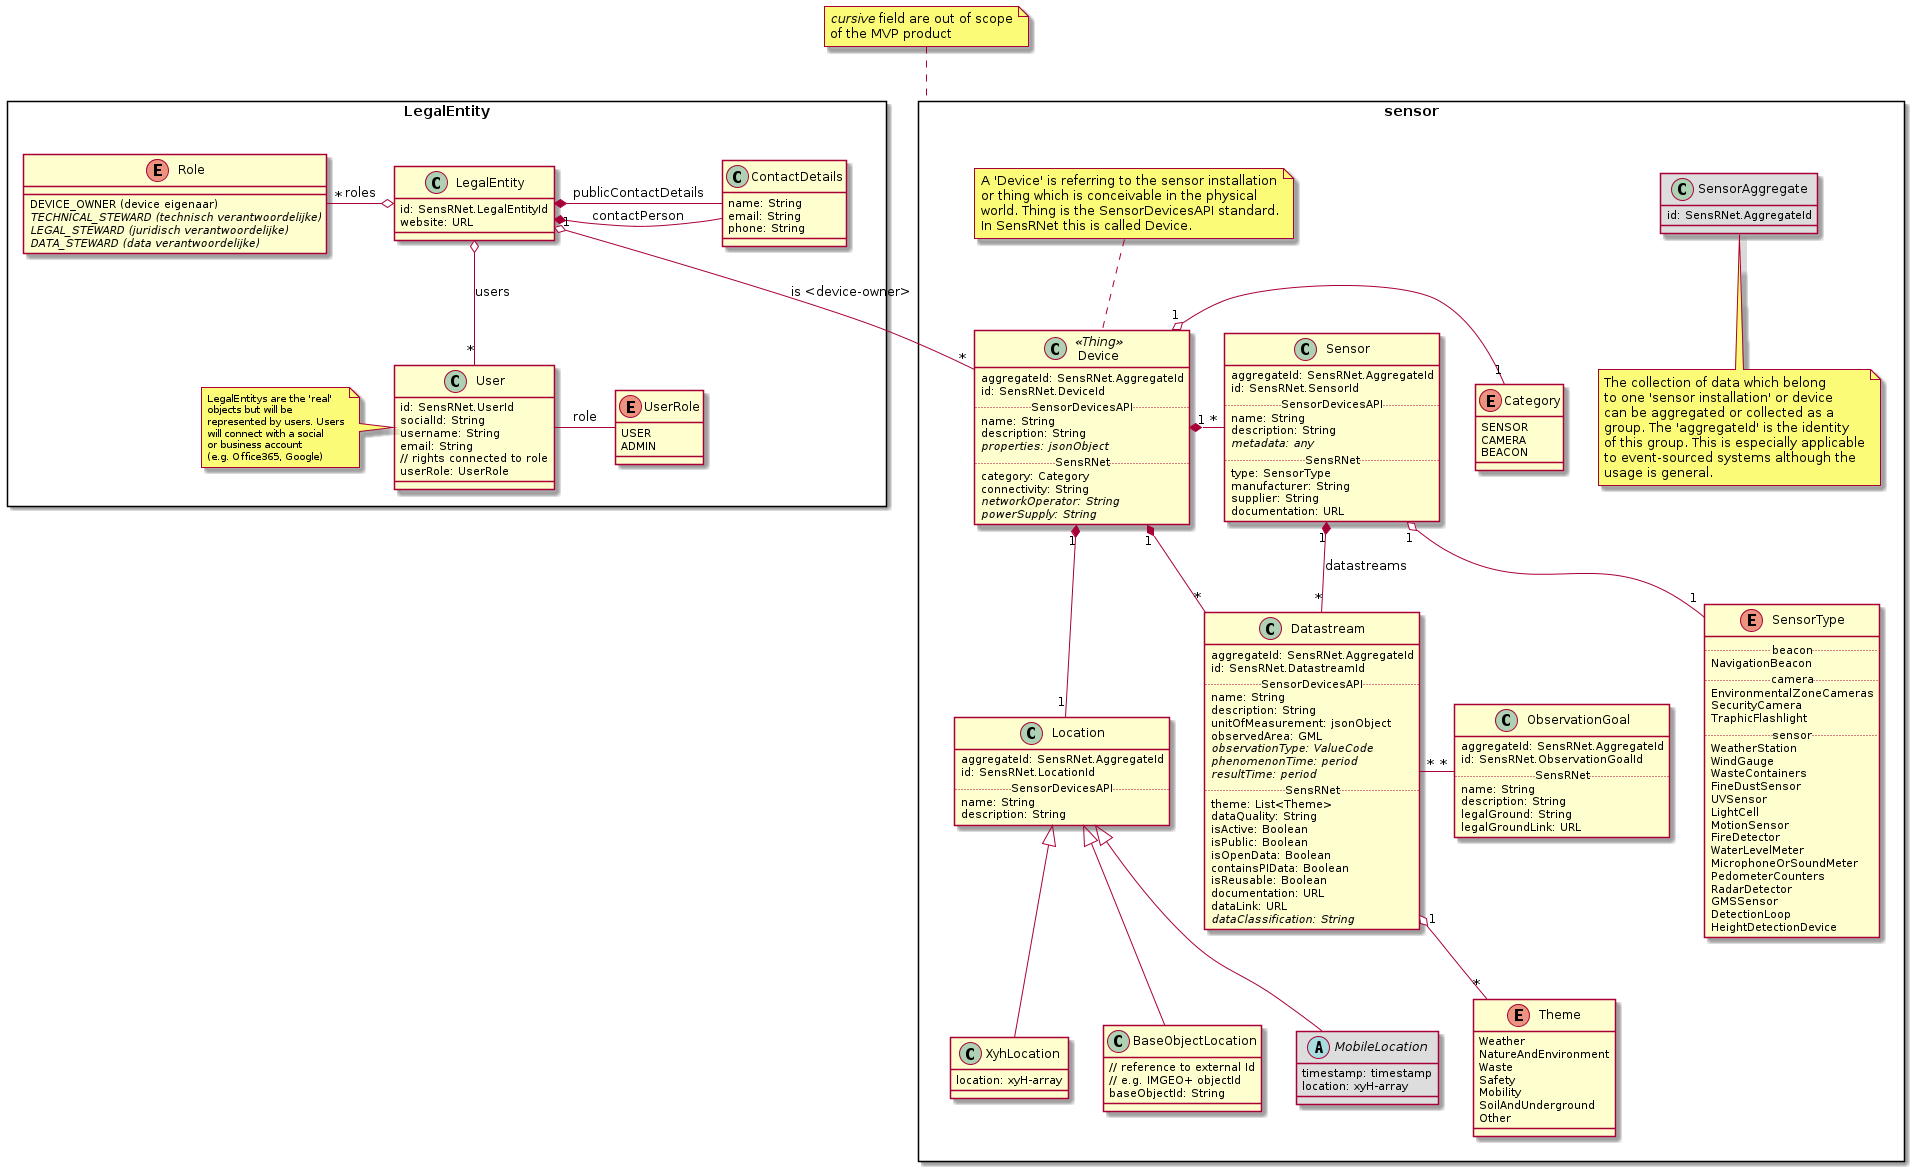 cursive field are out of scope
of the MVP product
LegalEntity
Role
DEVICE_OWNER (device eigenaar)
TECHNICAL_STEWARD (technisch verantwoordelijke)
LEGAL_STEWARD (juridisch verantwoordelijke)
DATA_STEWARD (data verantwoordelijke)
* roles
LegalEntity
id: SensRNet.LegalEntityId
website: URL
publicContactDetails
contactPerson
1
ContactDetails
name: String
email: String
phone: String
users
*
is <device-owner>
*
LegalEntitys are the 'real'
objects but will be
represented by users. Users
will connect with a social
or business account
(e.g. Office365, Google)
User
id: SensRNet.UserId
socialId: String
username: String
email: String
// rights connected to role
userRole: UserRole
role
UserRole
USER
ADMIN
sensor
A 'Device' is referring to the sensor installation
or thing which is conceivable in the physical
world. Thing is the SensorDevicesAPI standard.
In SensRNet this is called Device.
SensorAggregate
id: SensRNet.AggregateId
1
«Thing»
Device
aggregateId: SensRNet.AggregateId
id: SensRNet.DeviceId
SensorDevicesAPI
name: String
description: String
properties: jsonObject
SensRNet
category: Category
connectivity: String
networkOperator: String
powerSupply: String
1 *
Sensor
aggregateId: SensRNet.AggregateId
id: SensRNet.SensorId
SensorDevicesAPI
name: String
description: String
metadata: any
SensRNet
type: SensorType
manufacturer: String
supplier: String
documentation: URL
1
Category
SENSOR
CAMERA
BEACON
The collection of data which belong
to one 'sensor installation' or device
can be aggregated or collected as a
group. The 'aggregateId' is the identity
of this group. This is especially applicable
to event-sourced systems although the
usage is general.
1
1
1
1
datastreams
*
*
1
1
Location
aggregateId: SensRNet.AggregateId
id: SensRNet.LocationId
SensorDevicesAPI
name: String
description: String
Datastream
aggregateId: SensRNet.AggregateId
id: SensRNet.DatastreamId
SensorDevicesAPI
name: String
description: String
unitOfMeasurement: jsonObject
observedArea: GML
observationType: ValueCode
phenomenonTime: period
resultTime: period
SensRNet
theme: List<Theme>
dataQuality: String
isActive: Boolean
isPublic: Boolean
isOpenData: Boolean
containsPIData: Boolean
isReusable: Boolean
documentation: URL
dataLink: URL
dataClassification: String
* *
ObservationGoal
aggregateId: SensRNet.AggregateId
id: SensRNet.ObservationGoalId
SensRNet
name: String
description: String
legalGround: String
legalGroundLink: URL
SensorType
beacon
NavigationBeacon
camera
EnvironmentalZoneCameras
SecurityCamera
TraphicFlashlight
sensor
WeatherStation
WindGauge
WasteContainers
FineDustSensor
UVSensor
LightCell
MotionSensor
FireDetector
WaterLevelMeter
MicrophoneOrSoundMeter
PedometerCounters
RadarDetector
GMSSensor
DetectionLoop
HeightDetectionDevice
1
*
XyhLocation
location: xyH-array
BaseObjectLocation
// reference to external Id
// e.g. IMGEO+ objectId
baseObjectId: String
MobileLocation
timestamp: timestamp
location: xyH-array
Theme
Weather
NatureAndEnvironment
Waste
Safety
Mobility
SoilAndUnderground
Other